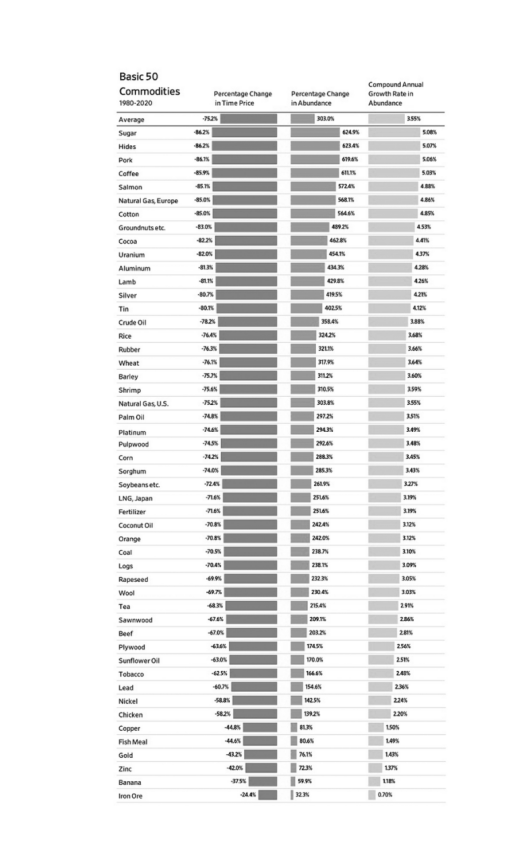 Basic 50
Commodities
1980-2020
Percentage Change
in Time Price
Percentage Change
in Abundance
Compound Annual
Growth Rate in
Abundance
Average -75.2% 303.0% 3.55%
Sugar -86.2% 624.9% 5.08%
Hides -86.2% 623.4% 5.07%
Pork -86.1% 619.6% 5.06%
Coffee -85.9% 611.1% 5.03%
Salmon -85.1% 572.4% 4.88%
Natural Gas, Europe -85.0% 568.1% 4.86%
Cotton -85.0% 564.6% 4.85%
Groundnuts etc. -83.0% 489.2% 4.53%
Cocoa -82.2% 462.8% 4.41%
Uranium -82.0% 454.1% 4.37%
Aluminum -81.3% 434.3% 4.28%
Lamb -81.1% 429.8% 4.26%
Silver -80.7% 419.5% 4.21%
Tin -80.1% 402.5% 4.12%
Crude Oil -78.2% 358.4% 3.88%
Rice -76.4% 324.2% 3.68%
Rubber -76.3% 321.1% 3.66%
Wheat -76.1% 317.9% 3.64%
Barley -75.7% 311.2% 3.60%
Shrimp -75.6% 310.5% 3.59%
Natural Gas, U.S. -75.2% 303.8% 3.55%
Palm Oil -74.8% 297.2% 3.51%
Platinum -74.6% 294.3% 3.49%
Pulpwood -74.5% 292.6% 3.48%
Corn -74.2% 288.3% 3.45%
Sorghum -74.0% 285.3% 3.43%
Soybeans etc. -72.4% 261.9% 3.27%
LNG, Japan -71.6% 251.6% 3.19%
Fertilizer -71.6% 251.6% 3.19%
Coconut Oil -70.8% 242.4% 3.12%
Orange -70.8% 242.0% 3.12%
Coal -70.5% 238.7% 3.10%
Logs -70.4% 238.1% 3.09%
Rapeseed -69.9% 232.3% 3.05%
Wool -69.7% 230.4% 3.03%
Tea -68.3% 215.4% 2.91%
Sawnwood -67.6% 209.1% 2.86%
Beef -67.0% 203.2% 2.81%
Plywood -63.6% 174.5% 2.56%
Sunflower Oil -63.0% 170.0% 2.51%
Tobacco -62.5% 166.6% 2.48%
Lead -60.7% 154.6% 2.36%
Nickel -58.8% 142.5% 2.24%
Chicken -58.2% 139.2% 2.20%
Copper -44.8% 81.3% 1.50%
Fish Meal -44.6% 80.6% 1.49%
Gold -43.2% 76.1% 1.43%
Zinc -42.0% 72.3% 1.37%
Banana -37.5% 59.9% 1.18%
Iron Ore -24.4% 32.3% 0.70%